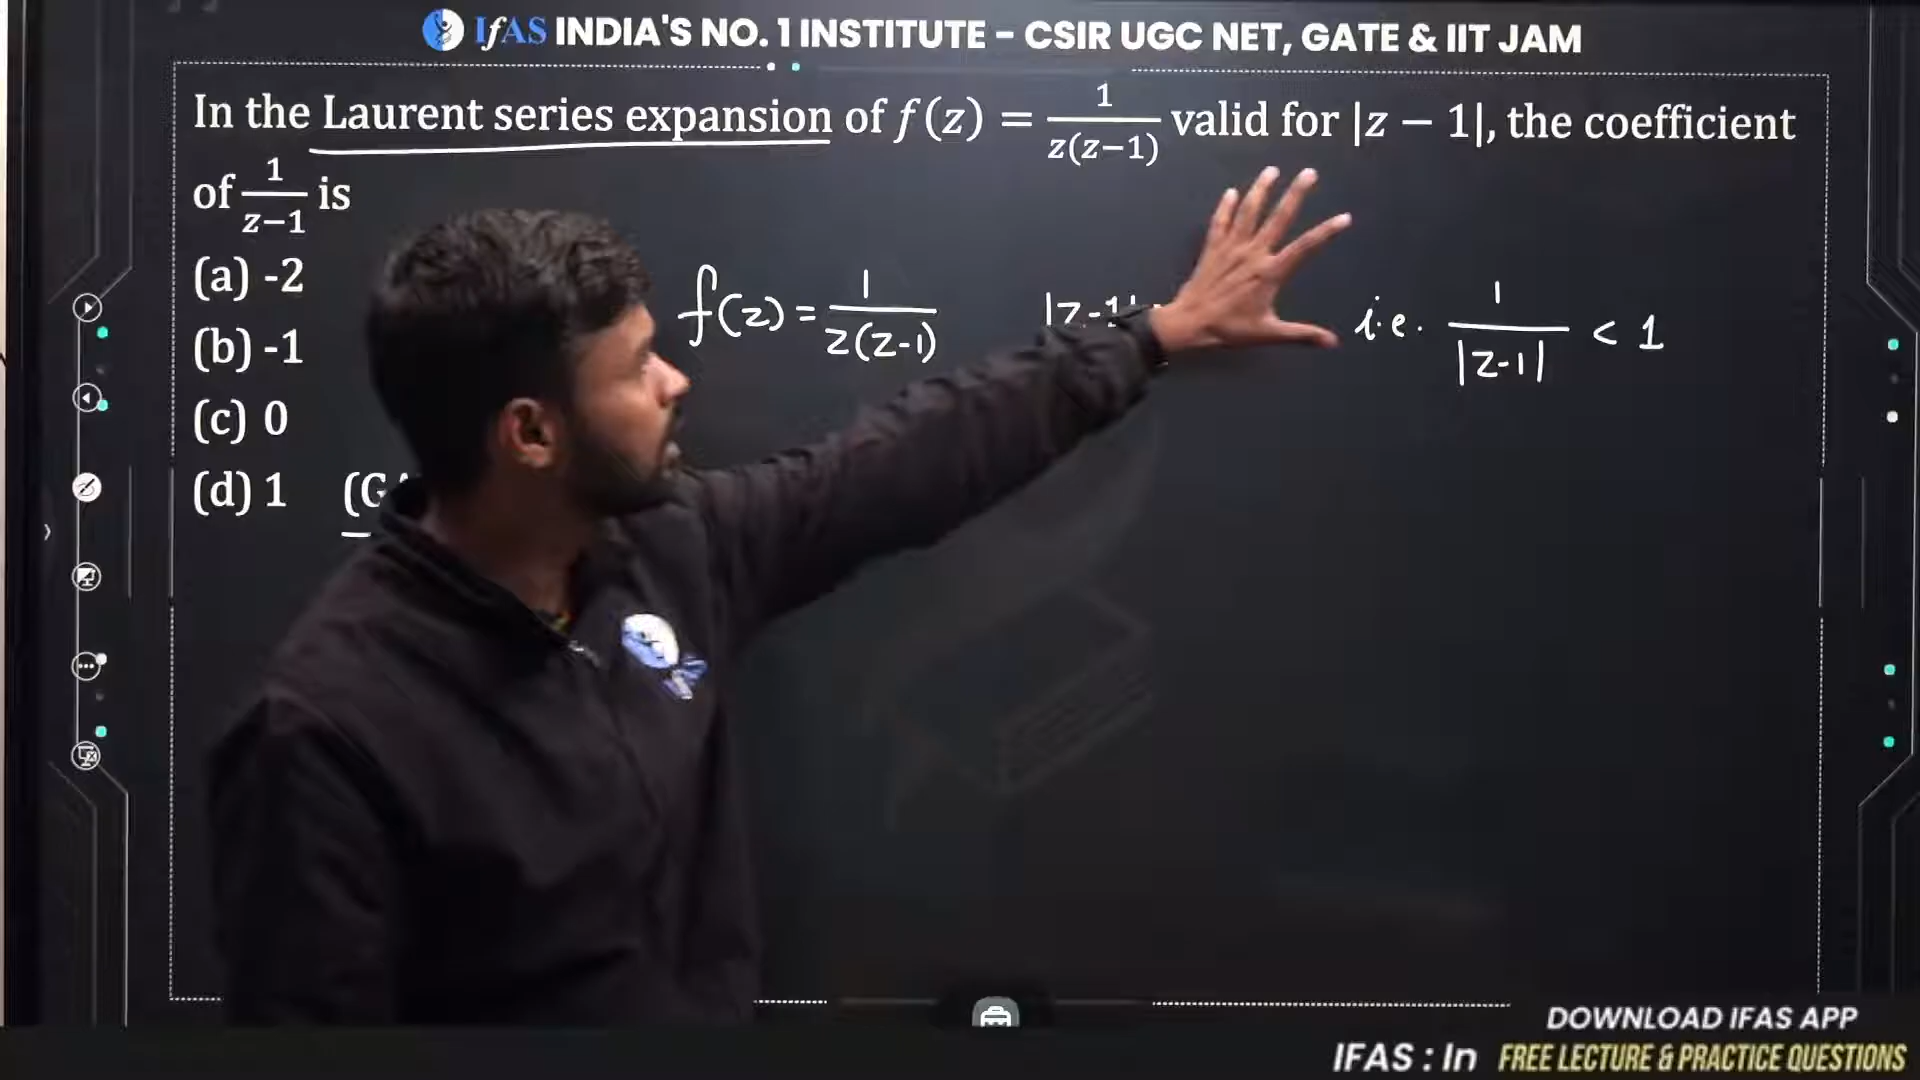 IfAS INDIA'S NO. 1 INSTITUTE - CSIR UGC NET, GATE & IIT JAM
In the Laurent series expansion of f(z) = 1/(z(z−1)) valid for |z − 1|, the coefficient
of 1/(z−1) is
(a) -2
(b) -1
(c) 0
(d) 1 (GA
f(z) = 1/(z(z-1)) |z-1| i.e. 1/|z-1| < 1
DOWNLOAD IFAS APP
IFAS : In FREE LECTURE & PRACTICE QUESTIONS